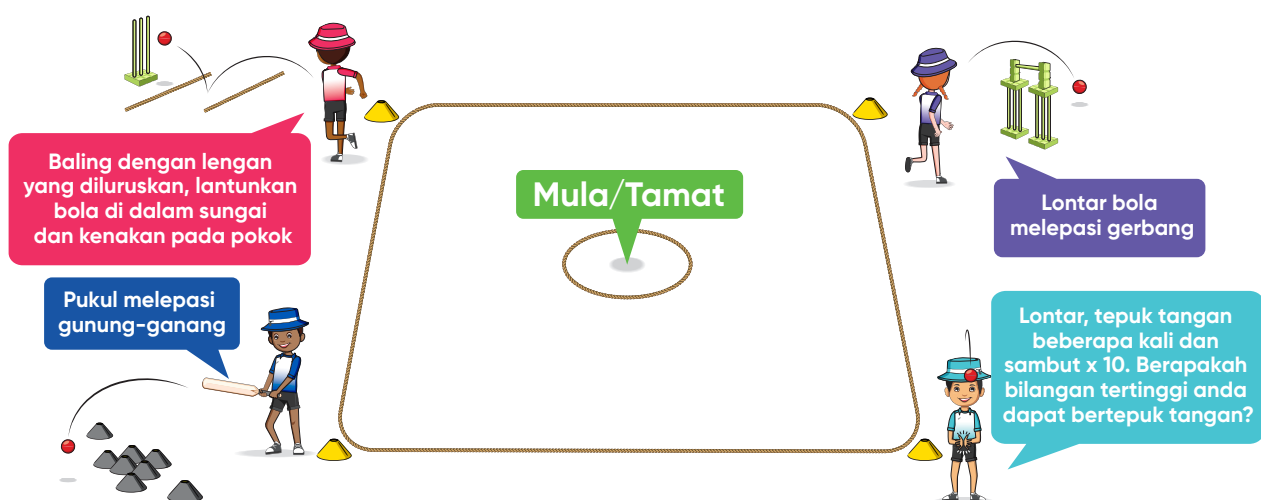 Baling dengan lengan
yang diluruskan, lantunkan
bola di dalam sungai
dan kenakan pada pokok
Mula/Tamat
Lontar bola
melepasi gerbang
Pukul melepasi
gunung-ganang
Lontar, tepuk tangan
beberapa kali dan
sambut x 10. Berapakah
bilangan tertinggi anda
dapat bertepuk tangan?